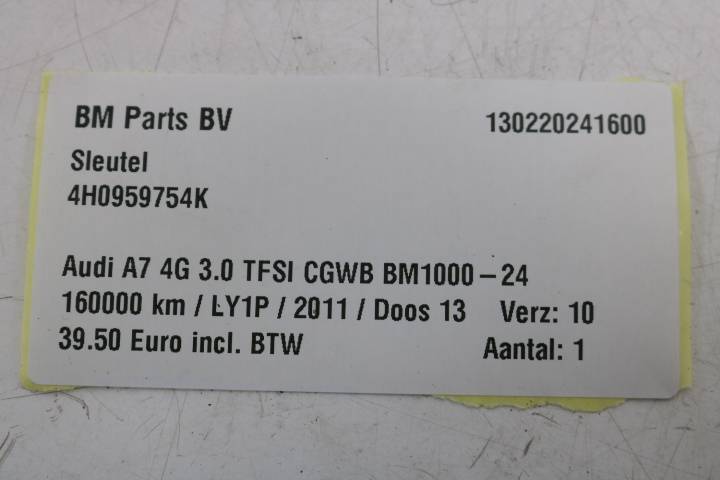 BM Parts BV 130220241600
Sleutel
4H0959754K
Audi A7 4G 3.0 TFSI CGWB BM1000-24
160000 km / LY1P / 2011 / Doos 13 Verz: 10
39.50 Euro incl. BTW Aantal: 1